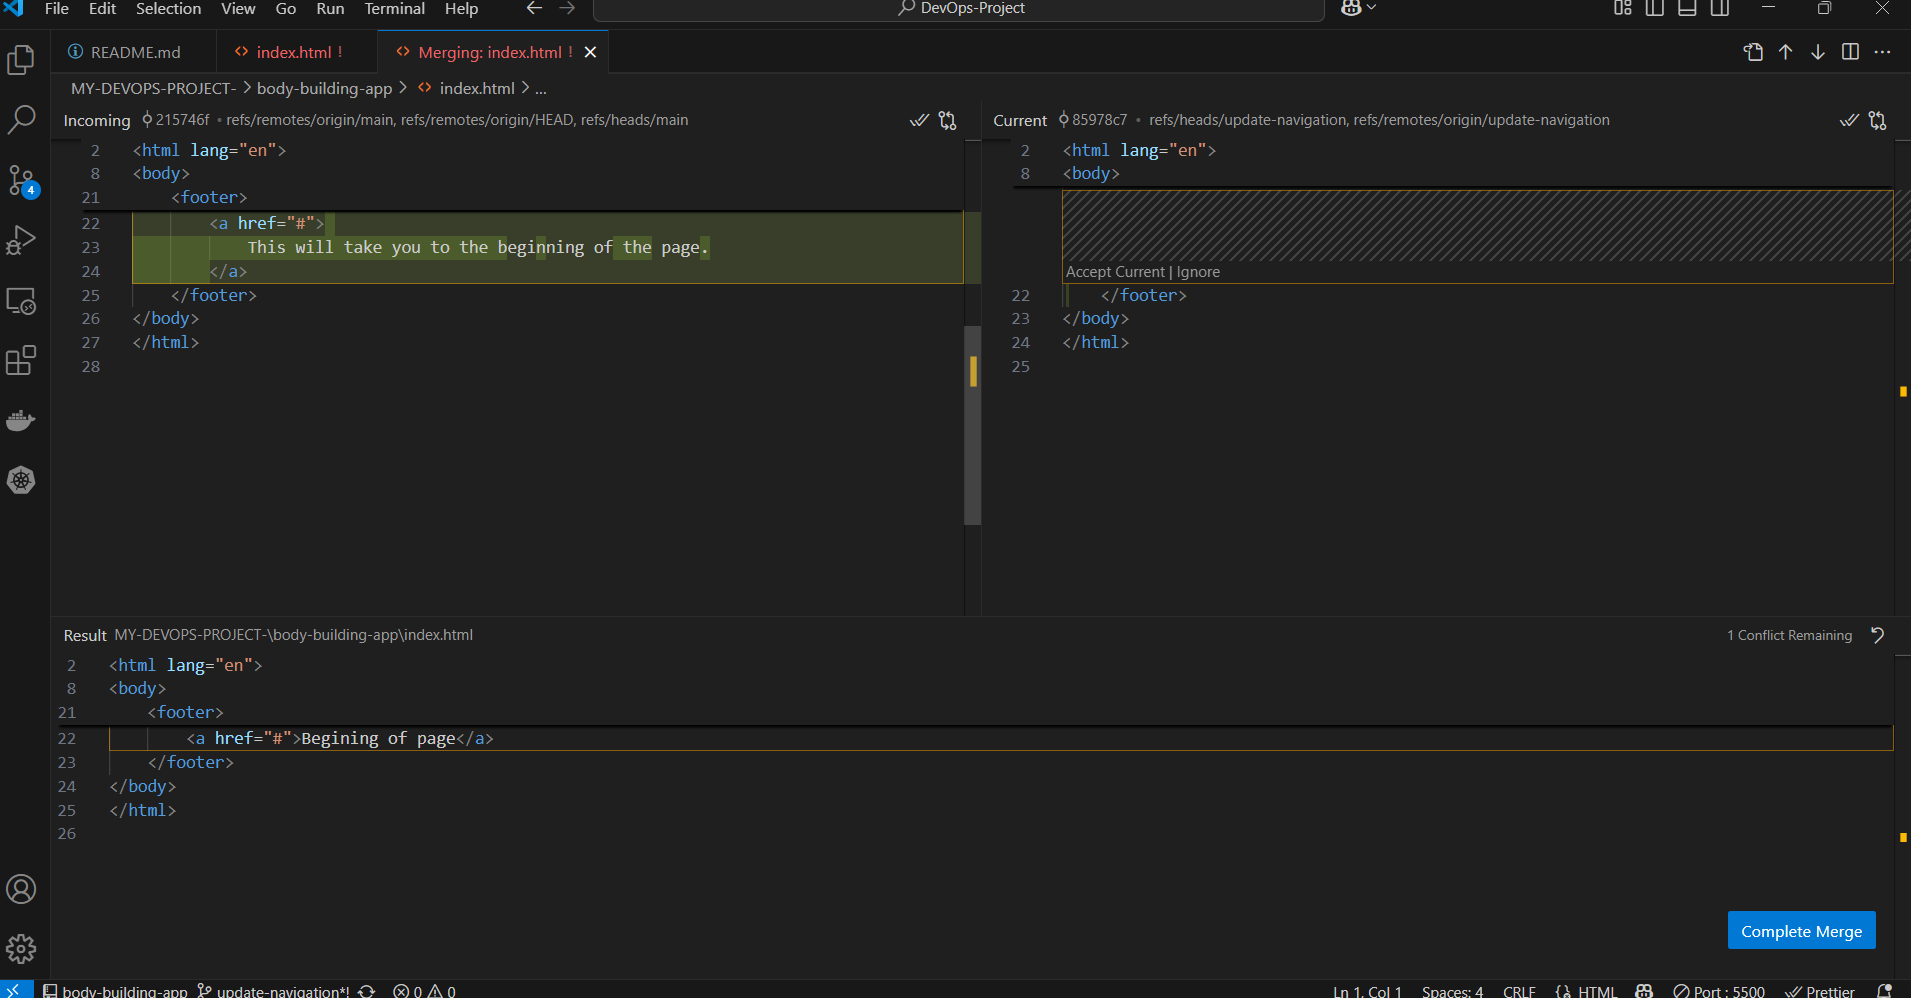 File Edit Selection View Go Run Terminal Help DevOps-Project
README.md index.html ! Merging: index.html !
MY-DEVOPS-PROJECT- > body-building-app > index.html > ...
Incoming 215746f • refs/remotes/origin/main, refs/remotes/origin/HEAD, refs/heads/main
2 <html lang="en">
8 <body>
21 <footer>
22 <a href="#">
23 This will take you to the beginning of the page.
24 </a>
25 </footer>
26 </body>
27 </html>
28
Current 85978c7 • refs/heads/update-navigation, refs/remotes/origin/update-navigation
2 <html lang="en">
8 <body>
Accept Current | Ignore
22 </footer>
23 </body>
24 </html>
25
4
Result MY-DEVOPS-PROJECT-\body-building-app\index.html 1 Conflict Remaining
2 <html lang="en">
8 <body>
21 <footer>
22 <a href="#">Begining of page</a>
23 </footer>
24 </body>
25 </html>
26
Complete Merge
body-building-app update-navigation*! 0 0 Ln 1, Col 1 Spaces: 4 CRLF {} HTML Port : 5500 Prettier